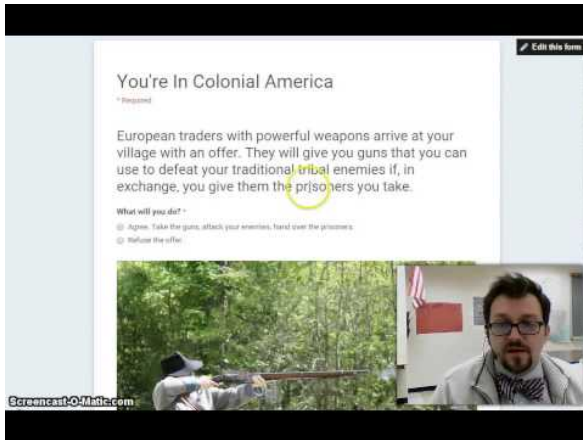 Edit this form
You're In Colonial America
* Required
European traders with powerful weapons arrive at your
village with an offer. They will give you guns that you can
use to defeat your traditional tribal enemies if, in
exchange, you give them the prisoners you take.
What will you do? *
Agree. Take the guns, attack your enemies, hand over the prisoners.
Refuse the offer.
Screencast-O-Matic.com